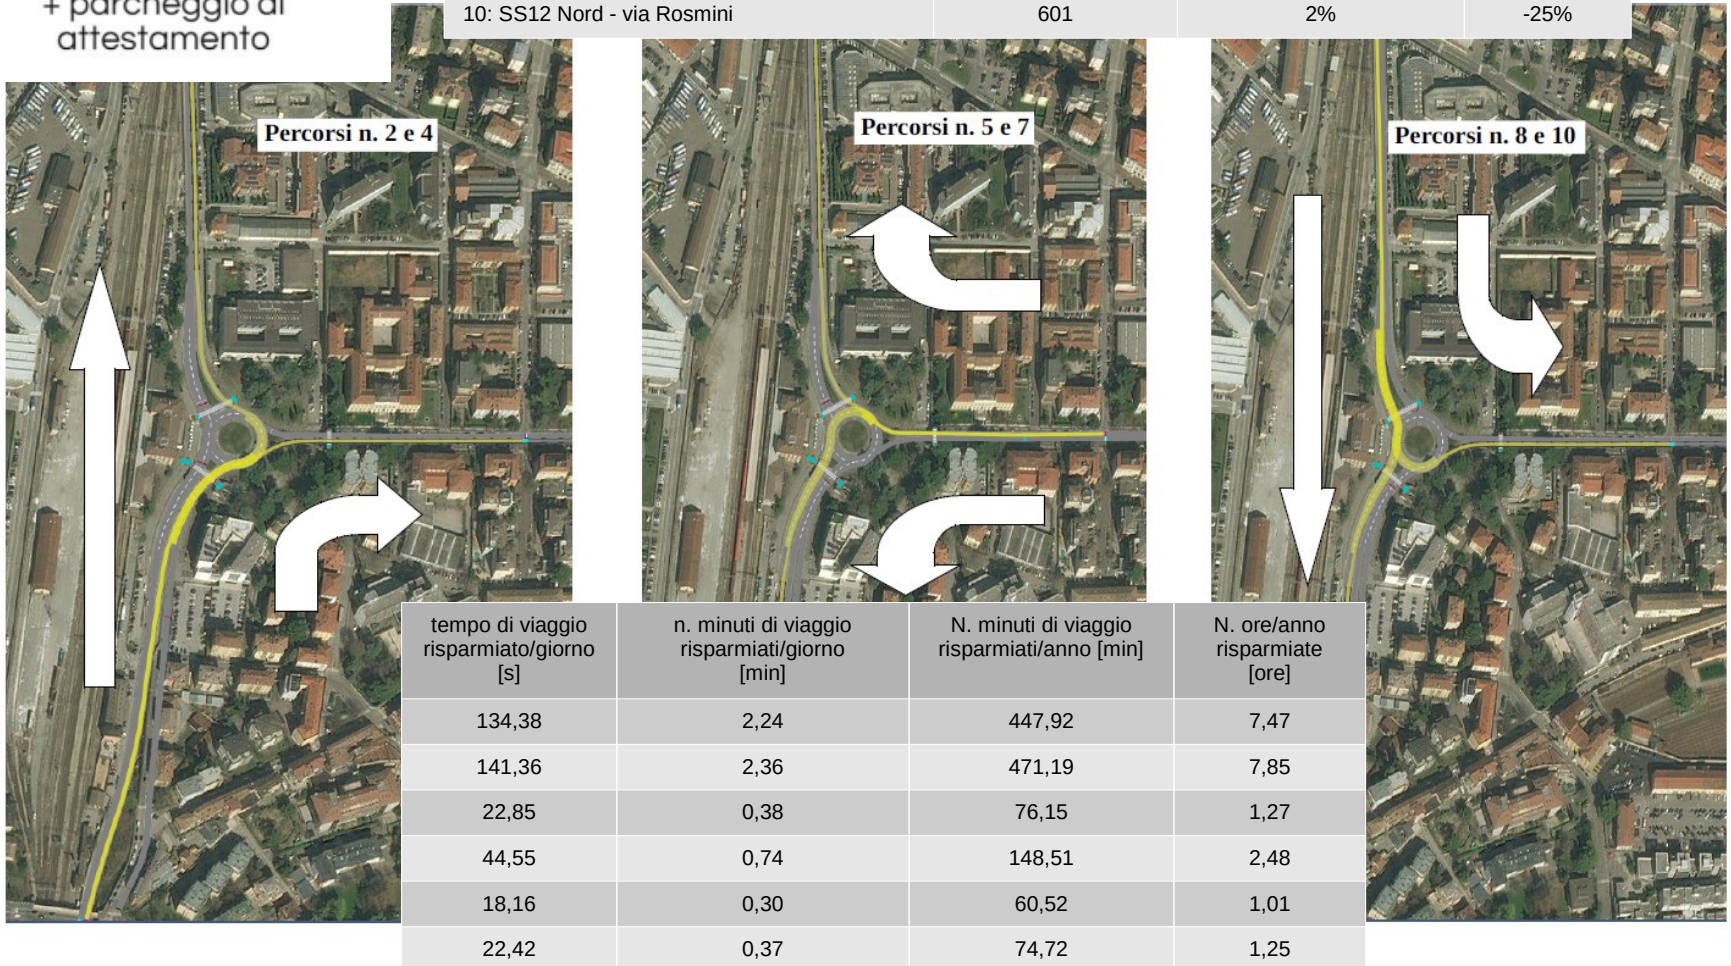 + parcheggio di
attestamento
10: SS12 Nord - via Rosmini 601 2% -25%
Percorsi n. 2 e 4
Percorsi n. 5 e 7
Percorsi n. 8 e 10
tempo di viaggio risparmiato/giorno [s] n. minuti di viaggio risparmiati/giorno [min] N. minuti di viaggio risparmiati/anno [min] N. ore/anno risparmiate [ore]
134,38 2,24 447,92 7,47
141,36 2,36 471,19 7,85
22,85 0,38 76,15 1,27
44,55 0,74 148,51 2,48
18,16 0,30 60,52 1,01
22,42 0,37 74,72 1,25